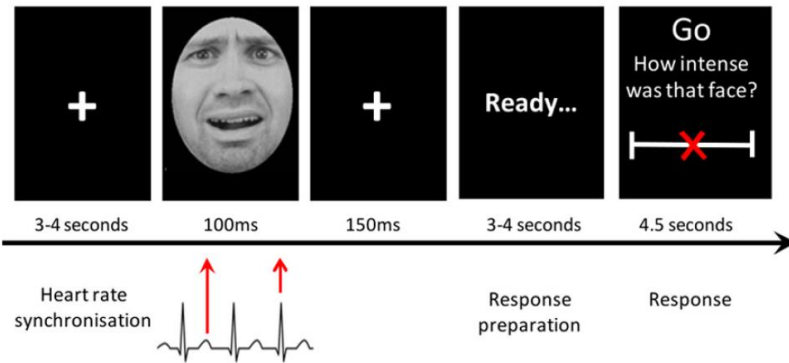 Ready...
Go
How intense
was that face?
3-4 seconds
100ms
150ms
3-4 seconds
4.5 seconds
Heart rate
synchronisation
Response
preparation
Response